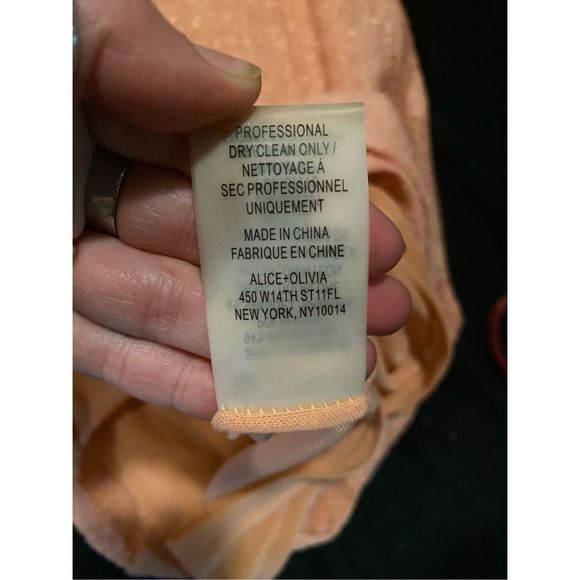 PROFESSIONAL
DRY CLEAN ONLY /
NETTOYAGE Á
SEC PROFESSIONNEL
UNIQUEMENT
MADE IN CHINA
FABRIQUE EN CHINE
ALICE+OLIVIA
450 W14TH ST11FL
NEW YORK, NY10014